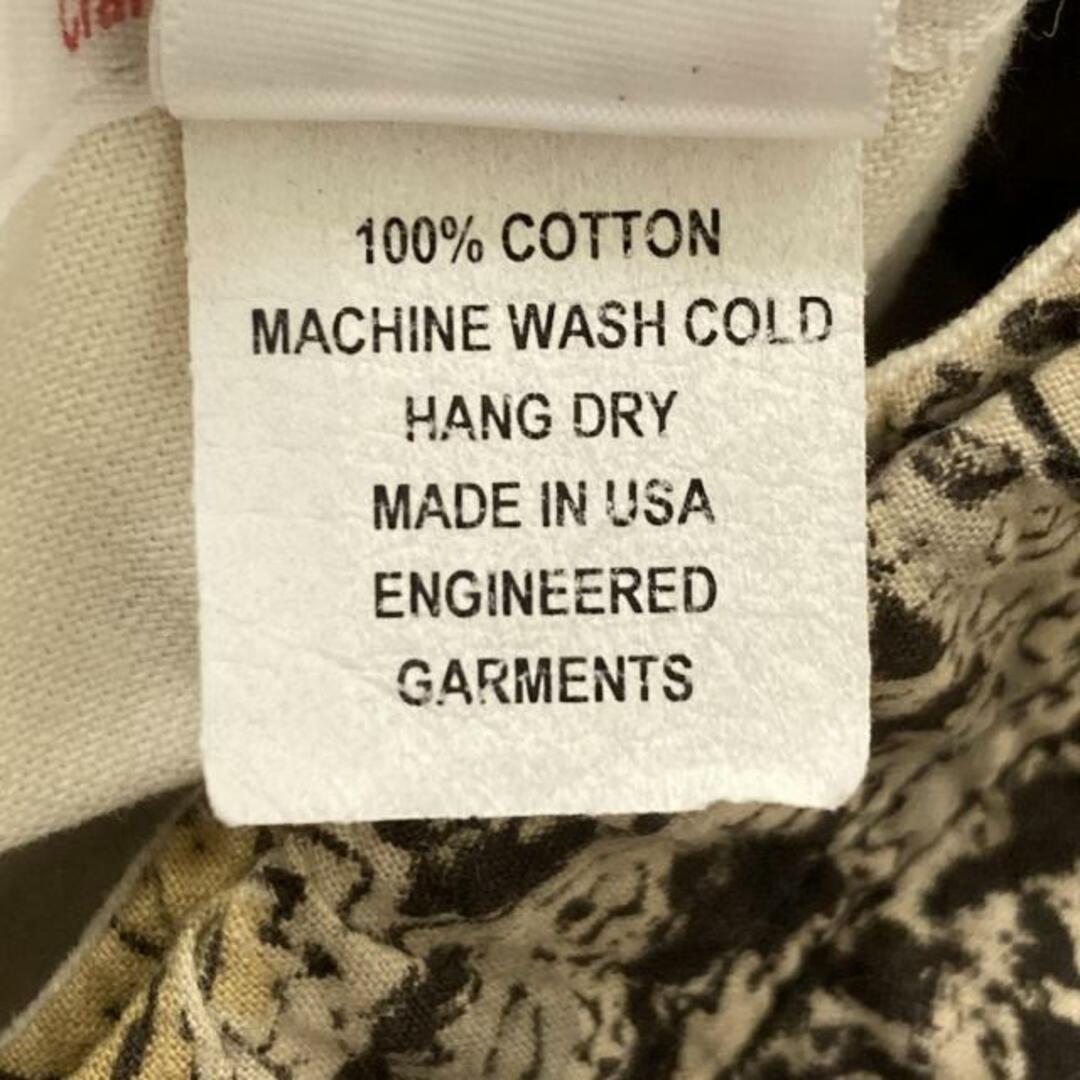 100% COTTON
MACHINE WASH COLD
HANG DRY
MADE IN USA
ENGINEERED
GARMENTS